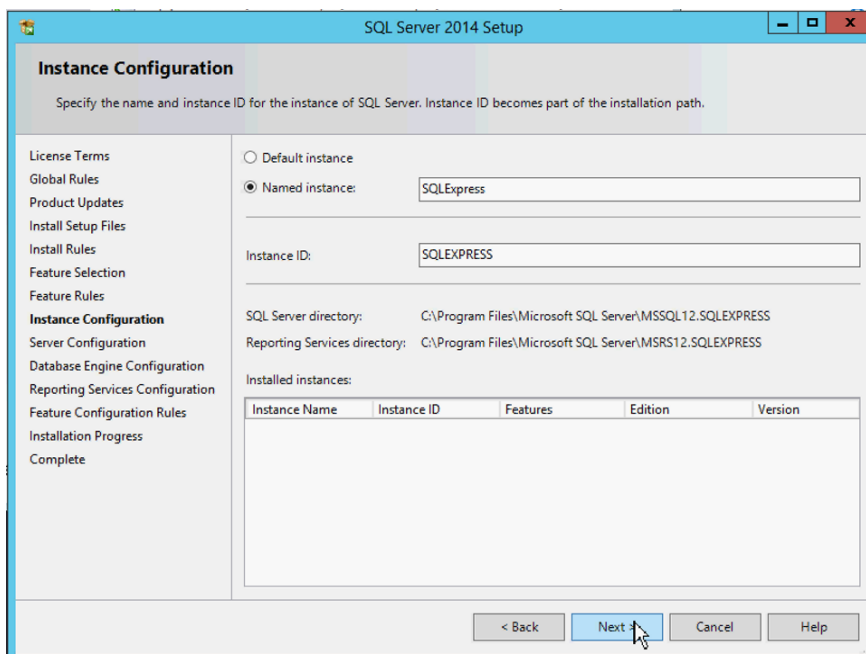 SQL Server 2014 Setup
Instance Configuration
Specify the name and instance ID for the instance of SQL Server. Instance ID becomes part of the installation path.
License Terms
Global Rules
Product Updates
Install Setup Files
Install Rules
Feature Selection
Feature Rules
Instance Configuration
Server Configuration
Database Engine Configuration
Reporting Services Configuration
Feature Configuration Rules
Installation Progress
Complete
Default instance
Named instance: SQLExpress
Instance ID: SQLEXPRESS
SQL Server directory: C:\Program Files\Microsoft SQL Server\MSSQL12.SQLEXPRESS
Reporting Services directory: C:\Program Files\Microsoft SQL Server\MSRS12.SQLEXPRESS
Installed instances:
Instance Name Instance ID Features Edition Version
< Back Next > Cancel Help